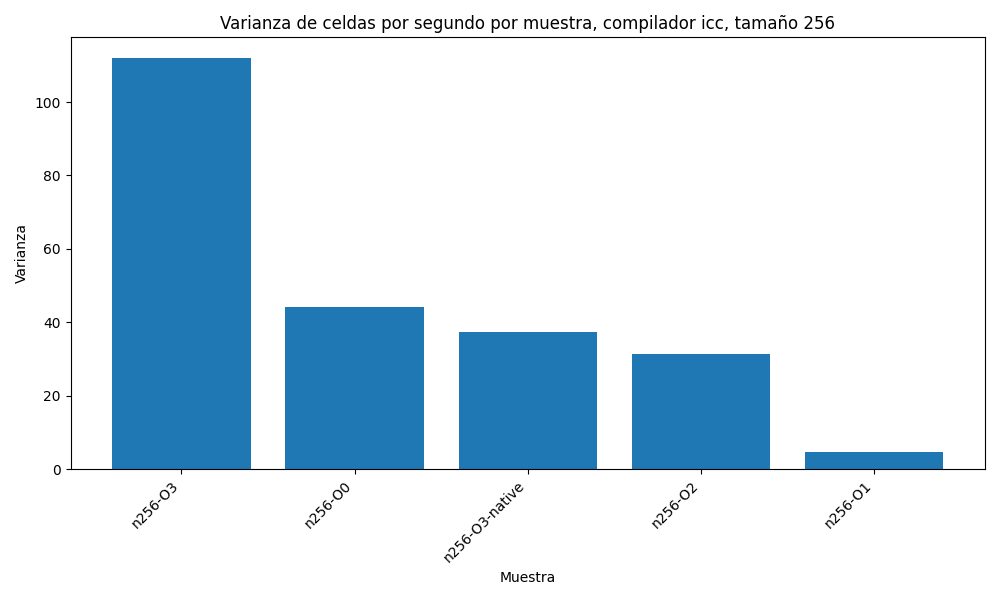 Varianza de celdas por segundo por muestra, compilador icc, tamaño 256
Varianza
100
80
60
40
20
0
n256-O3
n256-O0
n256-O3-native
n256-O2
n256-O1
Muestra